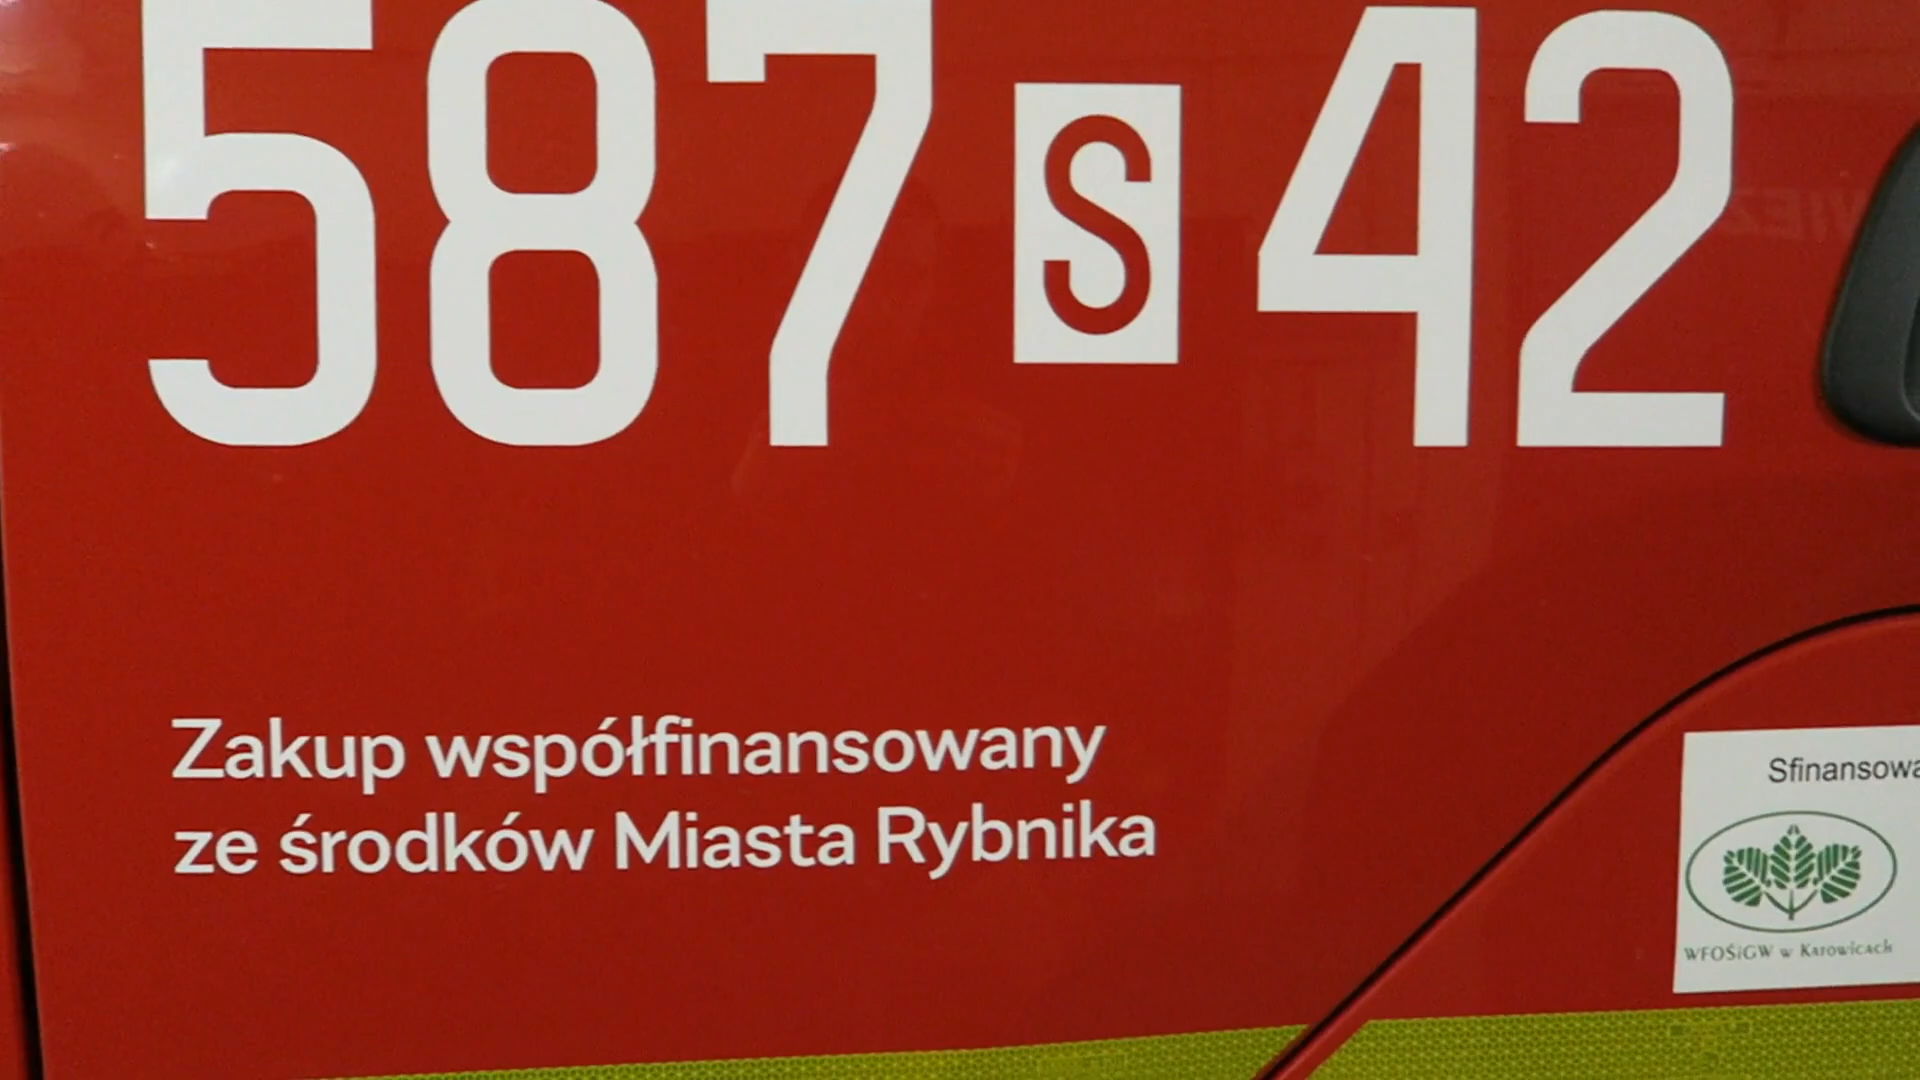 587 S 42
Zakup współfinansowany
ze środków Miasta Rybnika
Sfinansowa
WFOŚiGW w Katowicach